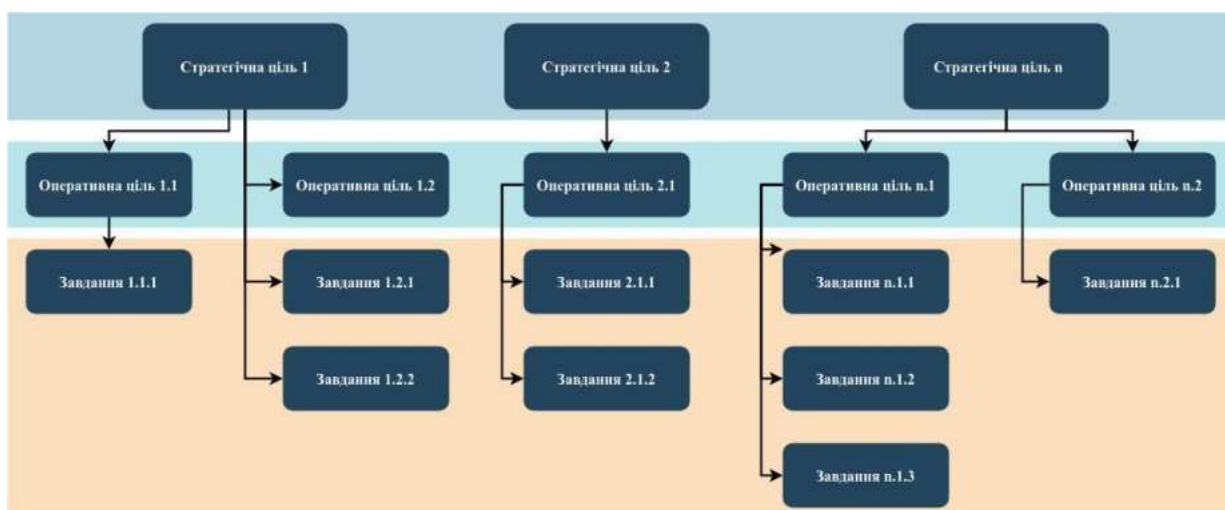 Стратегічна ціль 1
Стратегічна ціль 2
Стратегічна ціль n
Оперативна ціль 1.1
Оперативна ціль 1.2
Оперативна ціль 2.1
Оперативна ціль n.1
Оперативна ціль n.2
Завдання 1.1.1
Завдання 1.2.1
Завдання 2.1.1
Завдання n.1.1
Завдання n.2.1
Завдання 1.2.2
Завдання 2.1.2
Завдання n.1.2
Завдання n.1.3